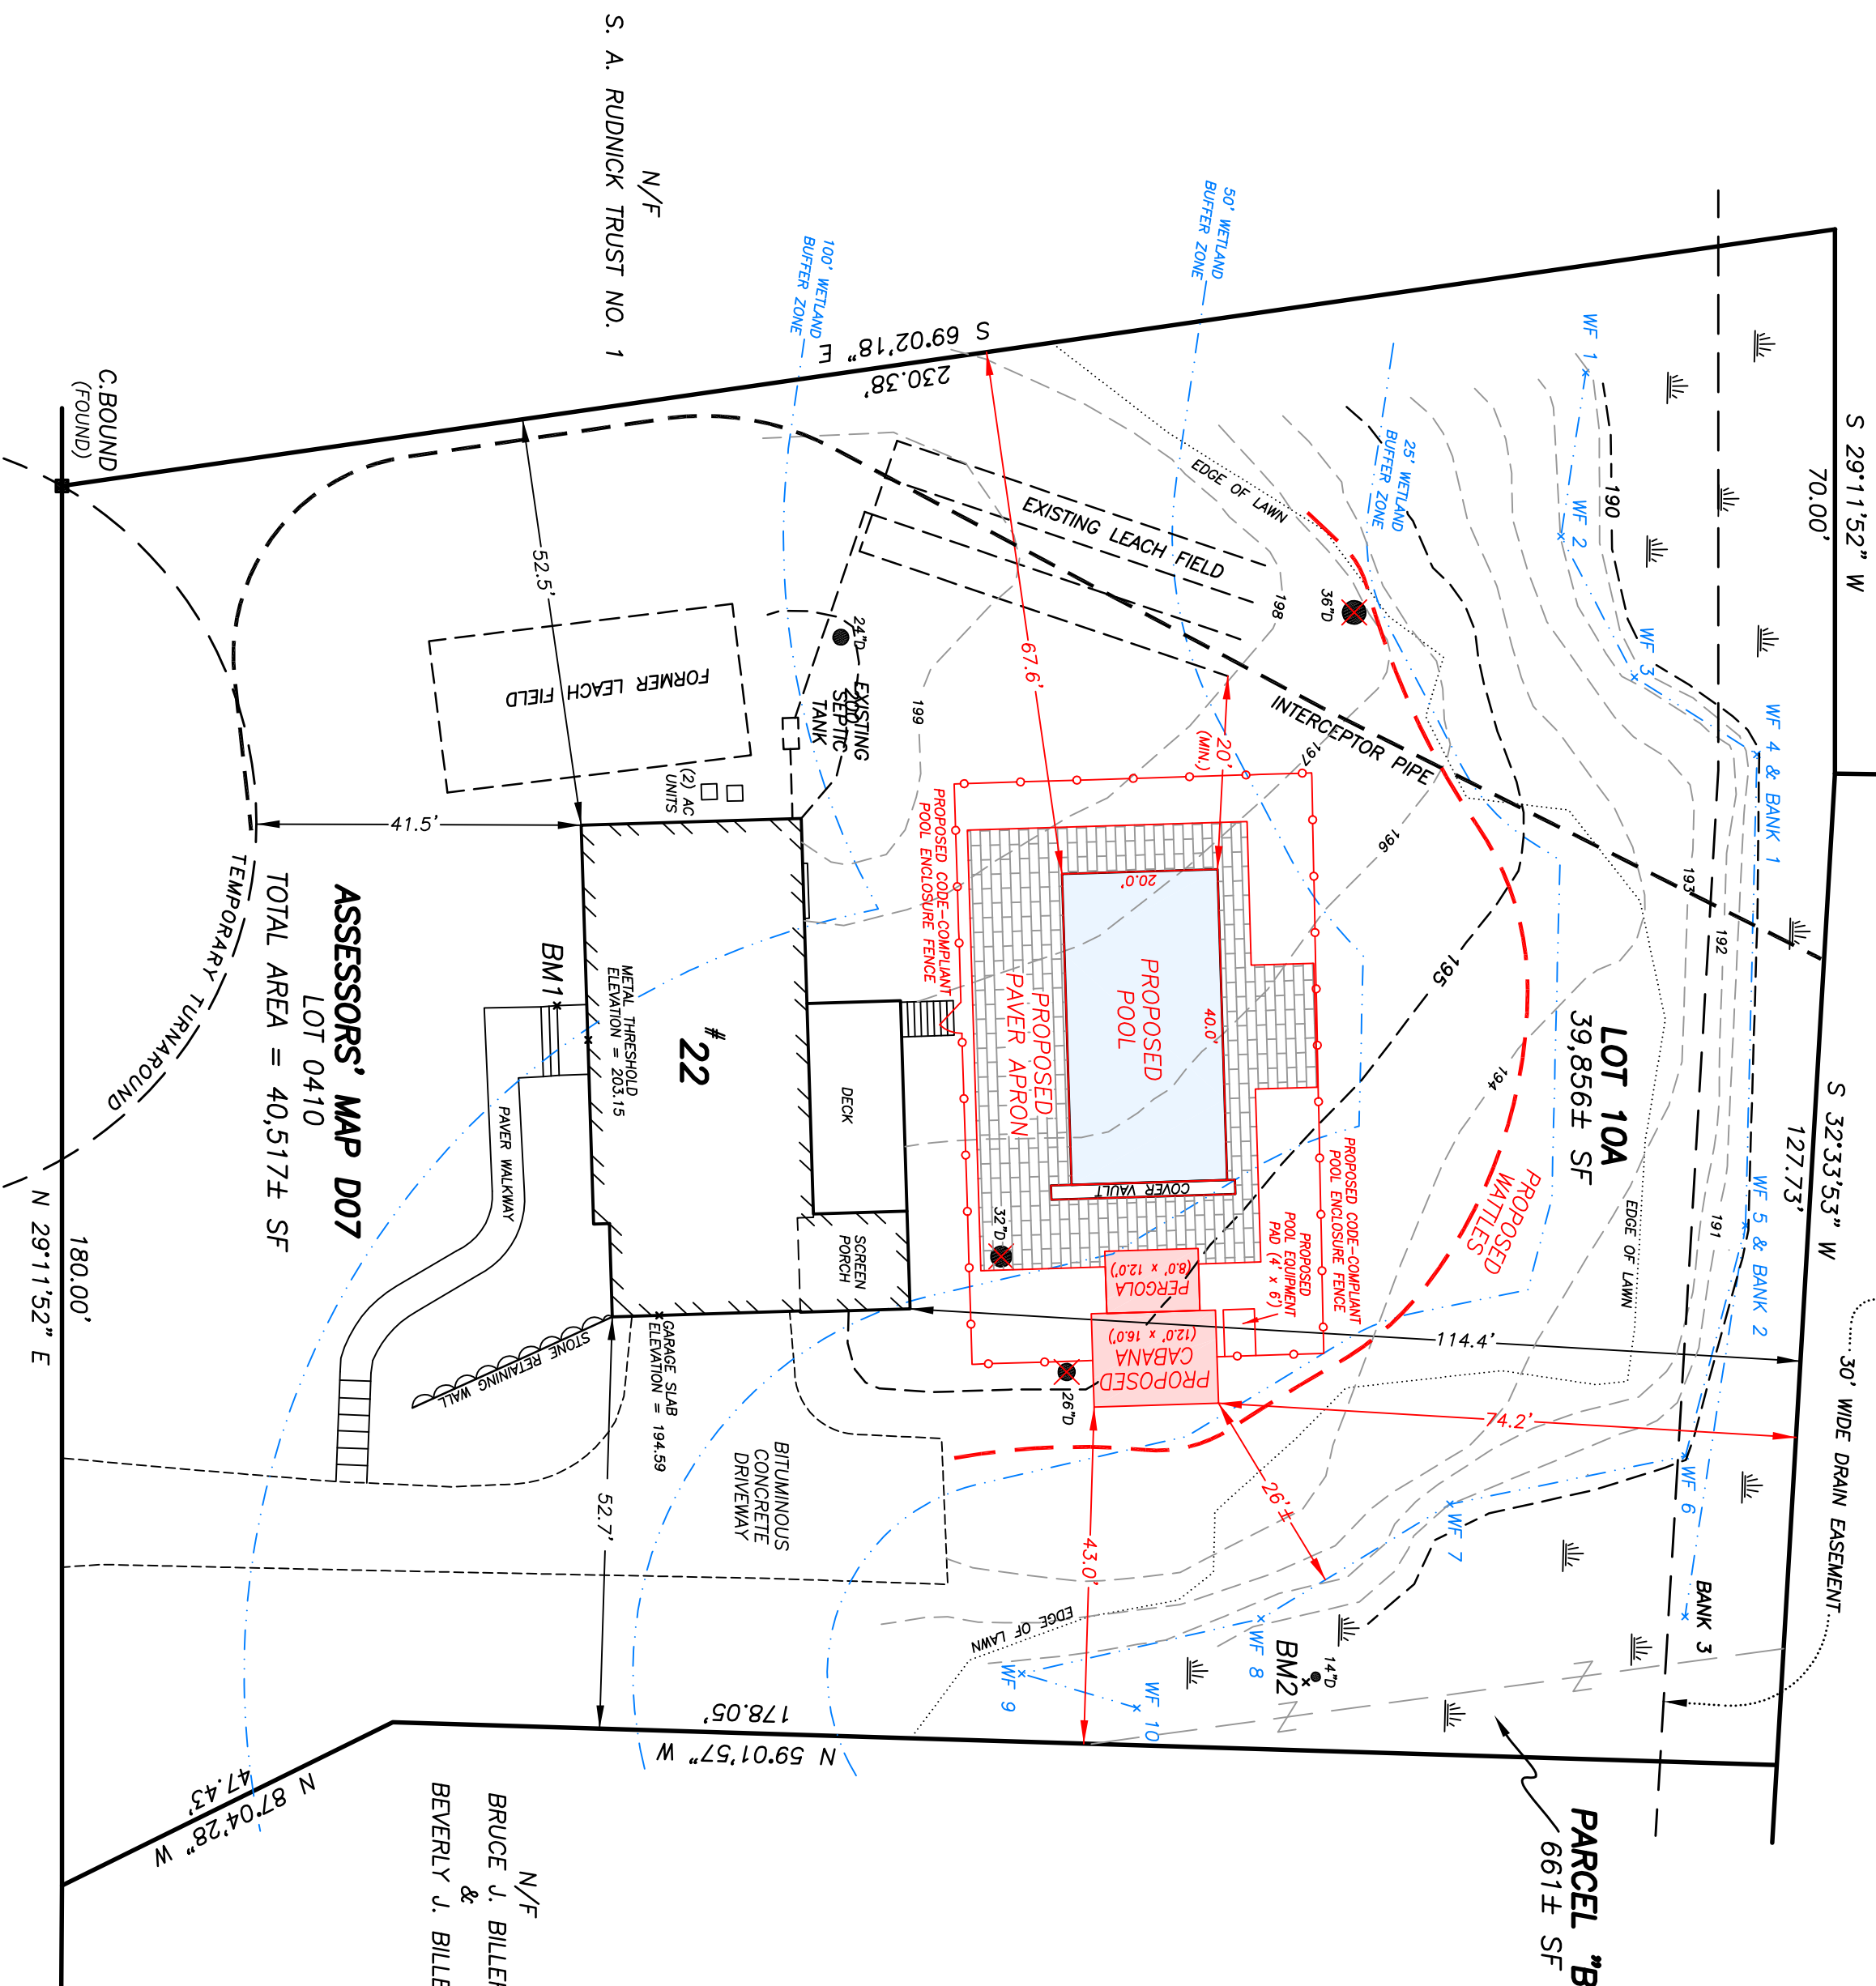 S 29°11'52" W
70.00'
S 32°33'53" W
127.73'
30' WIDE DRAIN EASEMENT
PARCEL "B
661± SF
N/F
S. A. RUDNICK TRUST NO. 1
50' WETLAND
BUFFER ZONE
100' WETLAND
BUFFER ZONE
25' WETLAND
BUFFER ZONE
WF 1
WF 2
WF 3
WF 4 & BANK 1
WF 5 & BANK 2
WF 6
BANK 3
WF 7
WF 8
WF 9
WF 10
BM2
14"D
190
191
192
193
194
195
196
197
198
199
200
LOT 10A
39,856± SF
EDGE OF LAWN
EDGE OF LAWN
EDGE OF LAWN
PROPOSED
WATTLES
INTERCEPTOR PIPE
EXISTING LEACH FIELD
36"D
S 69°02'18" E
230.38'
67.6'
20'
(MIN.)
PROPOSED CODE-COMPLIANT
POOL ENCLOSURE FENCE
PROPOSED CODE-COMPLIANT
POOL ENCLOSURE FENCE
PROPOSED
POOL EQUIPMENT
PAD (4' x 6')
20.0'
40.0'
PROPOSED
POOL
PROPOSED
PAVER APRON
COVER VAULT
32"D
PERGOLA
(8.0' x 12.0')
PROPOSED
CABANA
(12.0' x 16.0')
26"D
114.4'
74.2'
26'±
43.0'
24"D
EXISTING
SEPTIC
TANK
FORMER LEACH FIELD
(2) AC
UNITS
52.5'
41.5'
DECK
SCREEN
PORCH
#
22
METAL THRESHOLD
ELEVATION = 203.15
BM1
PAVER WALKWAY
GARAGE SLAB
ELEVATION = 194.59
STONE RETAINING WALL
BITUMINOUS
CONCRETE
DRIVEWAY
52.7'
178.05'
N 59°01'57" W
47.43'
N 87°04'28" W
C.BOUND
(FOUND)
TEMPORARY TURNAROUND
ASSESSORS' MAP D07
LOT 0410
TOTAL AREA = 40,517± SF
180.00'
N 29°11'52" E
N/F
BRUCE J. BILLE
&
BEVERLY J. BILLE